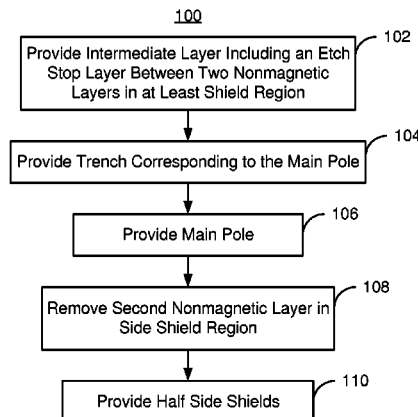 100
Provide Intermediate Layer Including an Etch
Stop Layer Between Two Nonmagnetic
Layers in at Least Shield Region
102
Provide Trench Corresponding to the Main Pole
104
Provide Main Pole
106
Remove Second Nonmagnetic Layer in
Side Shield Region
108
Provide Half Side Shields
110